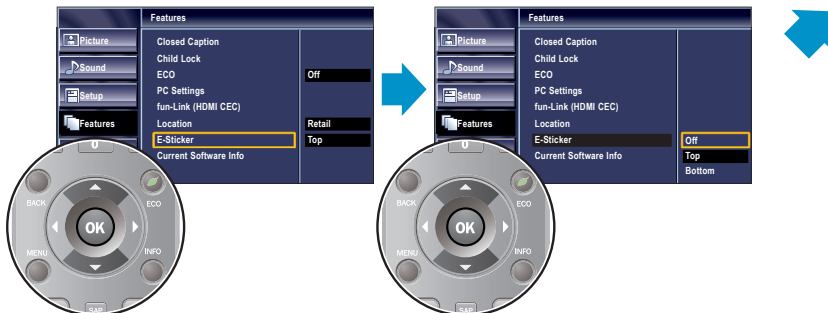 Features
Picture
Sound
Setup
Features
Closed Caption
Child Lock
ECO Off
PC Settings
fun-Link (HDMI CEC)
Location Retail
E-Sticker Top
Current Software Info
0
BACK
ECO
OK
MENU
INFO
SAP
Features
Picture
Sound
Setup
Features
Closed Caption
Child Lock
ECO
PC Settings
fun-Link (HDMI CEC)
Location
E-Sticker Off
Current Software Info Top
Bottom
0
BACK
ECO
OK
MENU
INFO
SAP